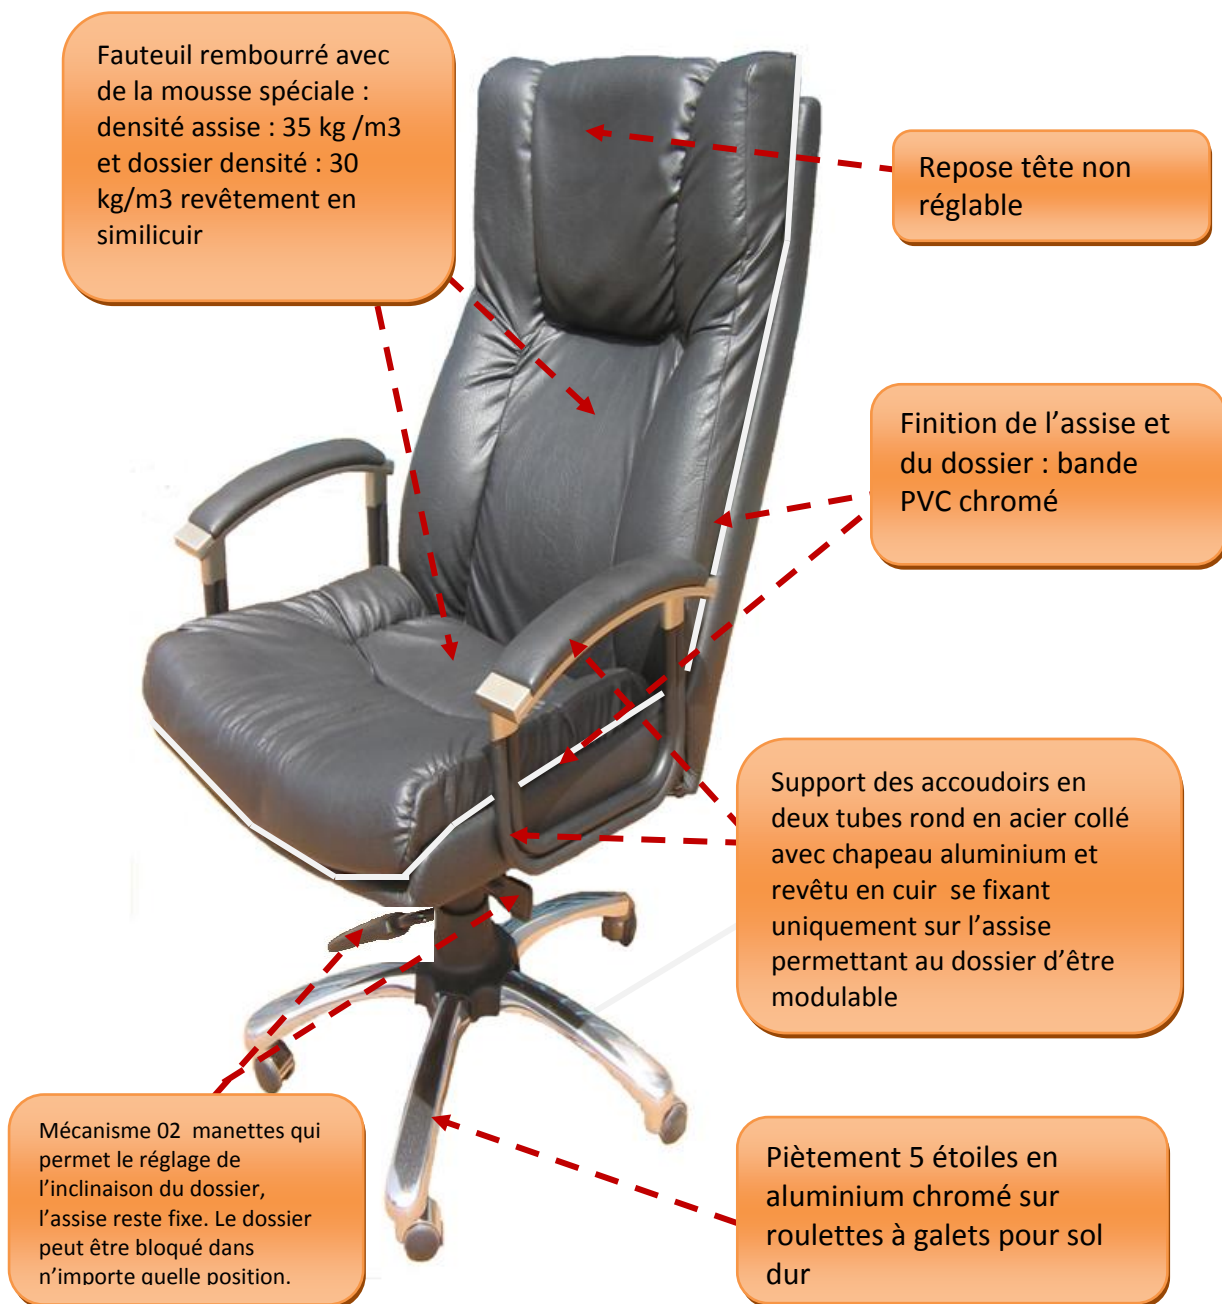 Fauteuil rembourré avec
de la mousse spéciale :
densité assise : 35 kg /m3
et dossier densité : 30
kg/m3 revêtement en
similicuir
Repose tête non
réglable
Finition de l’assise et
du dossier : bande
PVC chromé
Support des accoudoirs en
deux tubes rond en acier collé
avec chapeau aluminium et
revêtu en cuir se fixant
uniquement sur l’assise
permettant au dossier d’être
modulable
Mécanisme 02 manettes qui
permet le réglage de
l’inclinaison du dossier,
l’assise reste fixe. Le dossier
peut être bloqué dans
n’importe quelle position.
Piètement 5 étoiles en
aluminium chromé sur
roulettes à galets pour sol
dur